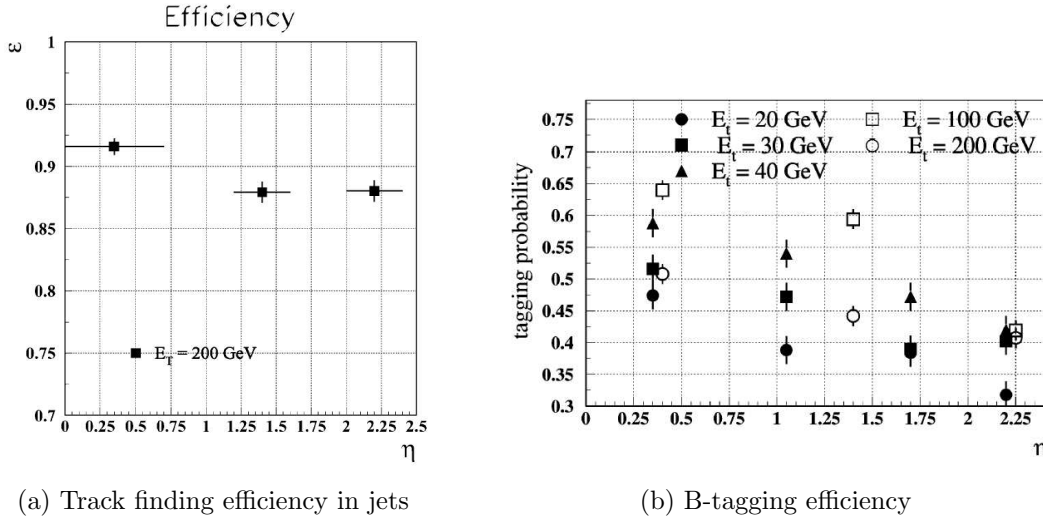 Efficiency
ε
1
0.95
0.9
0.85
0.8
0.75
0.7
E_T = 200 GeV
0 0.25 0.5 0.75 1 1.25 1.5 1.75 2 2.25 2.5
η
(a) Track finding efficiency in jets
tagging probability
0.75
0.7
0.65
0.6
0.55
0.5
0.45
0.4
0.35
0.3
E_t = 20 GeV
E_t = 30 GeV
E_t = 40 GeV
E_t = 100 GeV
E_t = 200 GeV
0 0.25 0.5 0.75 1 1.25 1.5 1.75 2 2.25
η
(b) B-tagging efficiency